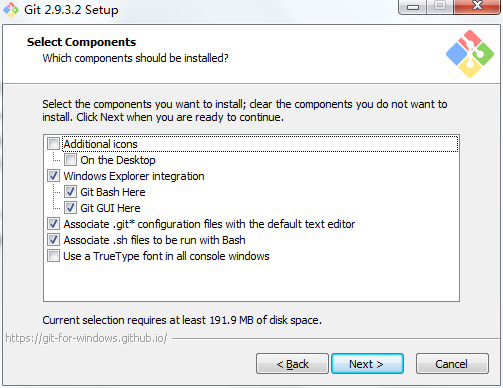 Git 2.9.3.2 Setup
Select Components
Which components should be installed?
Select the components you want to install; clear the components you do not want to
install. Click Next when you are ready to continue.
Additional icons
On the Desktop
Windows Explorer integration
Git Bash Here
Git GUI Here
Associate .git* configuration files with the default text editor
Associate .sh files to be run with Bash
Use a TrueType font in all console windows
Current selection requires at least 191.9 MB of disk space.
https://git-for-windows.github.io/
< Back
Next >
Cancel